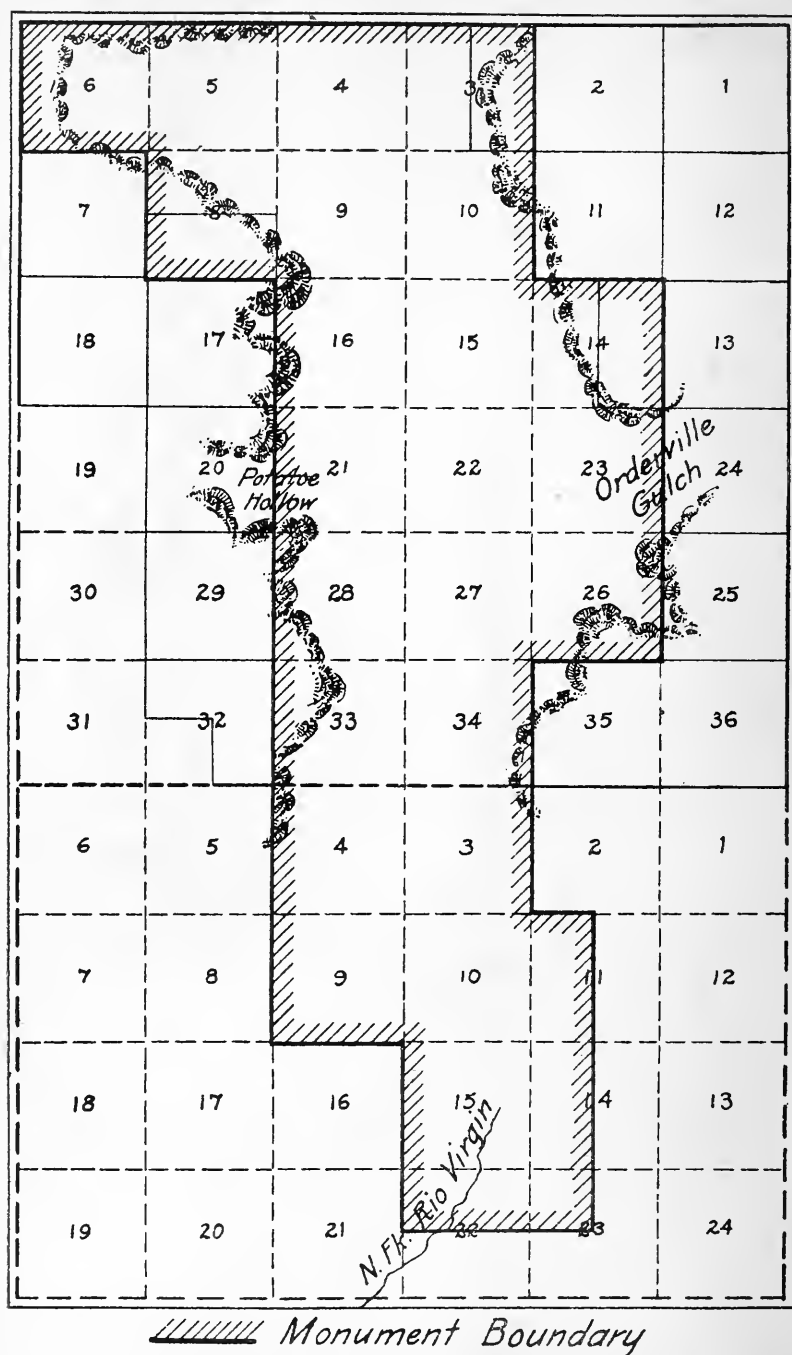 6 5 4 3 2 1
7 8 9 10 11 12
18 17 16 15 14 13
19 20 21 22 23 24
Potatoe
Hollow
Orderville
Gulch
30 29 28 27 26 25
31 32 33 34 35 36
6 5 4 3 2 1
7 8 9 10 11 12
18 17 16 15 14 13
N. Fk. Rio Virgin
19 20 21 22 23 24
Monument Boundary